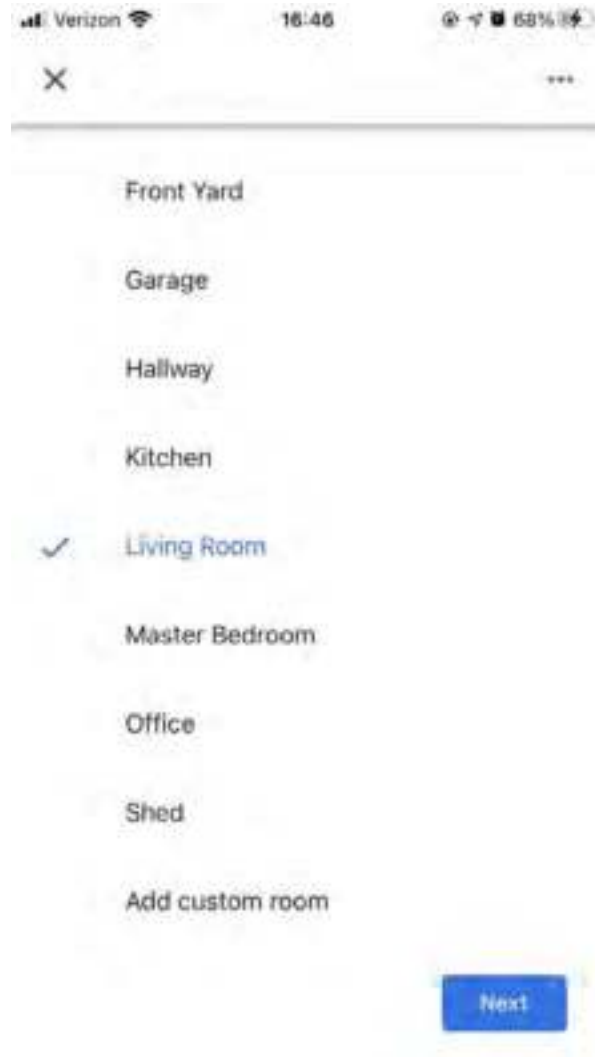 Verizon 16:46 68%
Front Yard
Garage
Hallway
Kitchen
Living Room
Master Bedroom
Office
Shed
Add custom room
Next